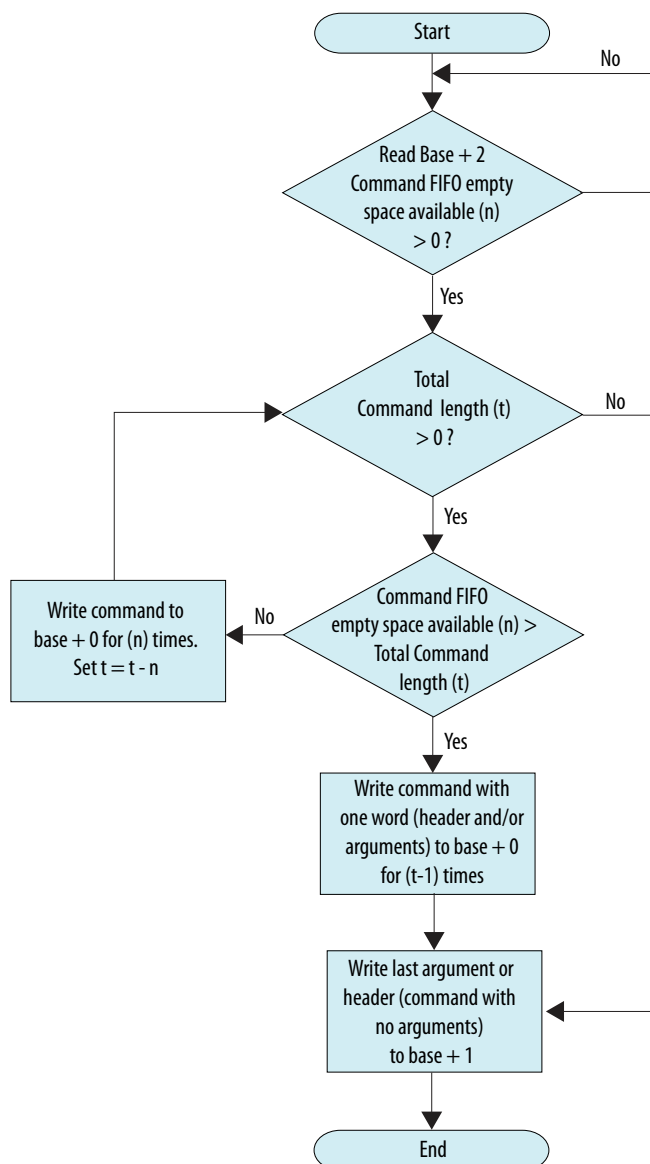 Start
No
Read Base + 2
Command FIFO empty
space available (n)
> 0 ?
Yes
Total
Command length (t)
> 0 ?
No
Yes
Command FIFO
empty space available (n) >
Total Command
length (t)
No
Write command to
base + 0 for (n) times.
Set t = t - n
Yes
Write command with
one word (header and/or
arguments) to base + 0
for (t-1) times
Write last argument or
header (command with
no arguments)
to base + 1
End